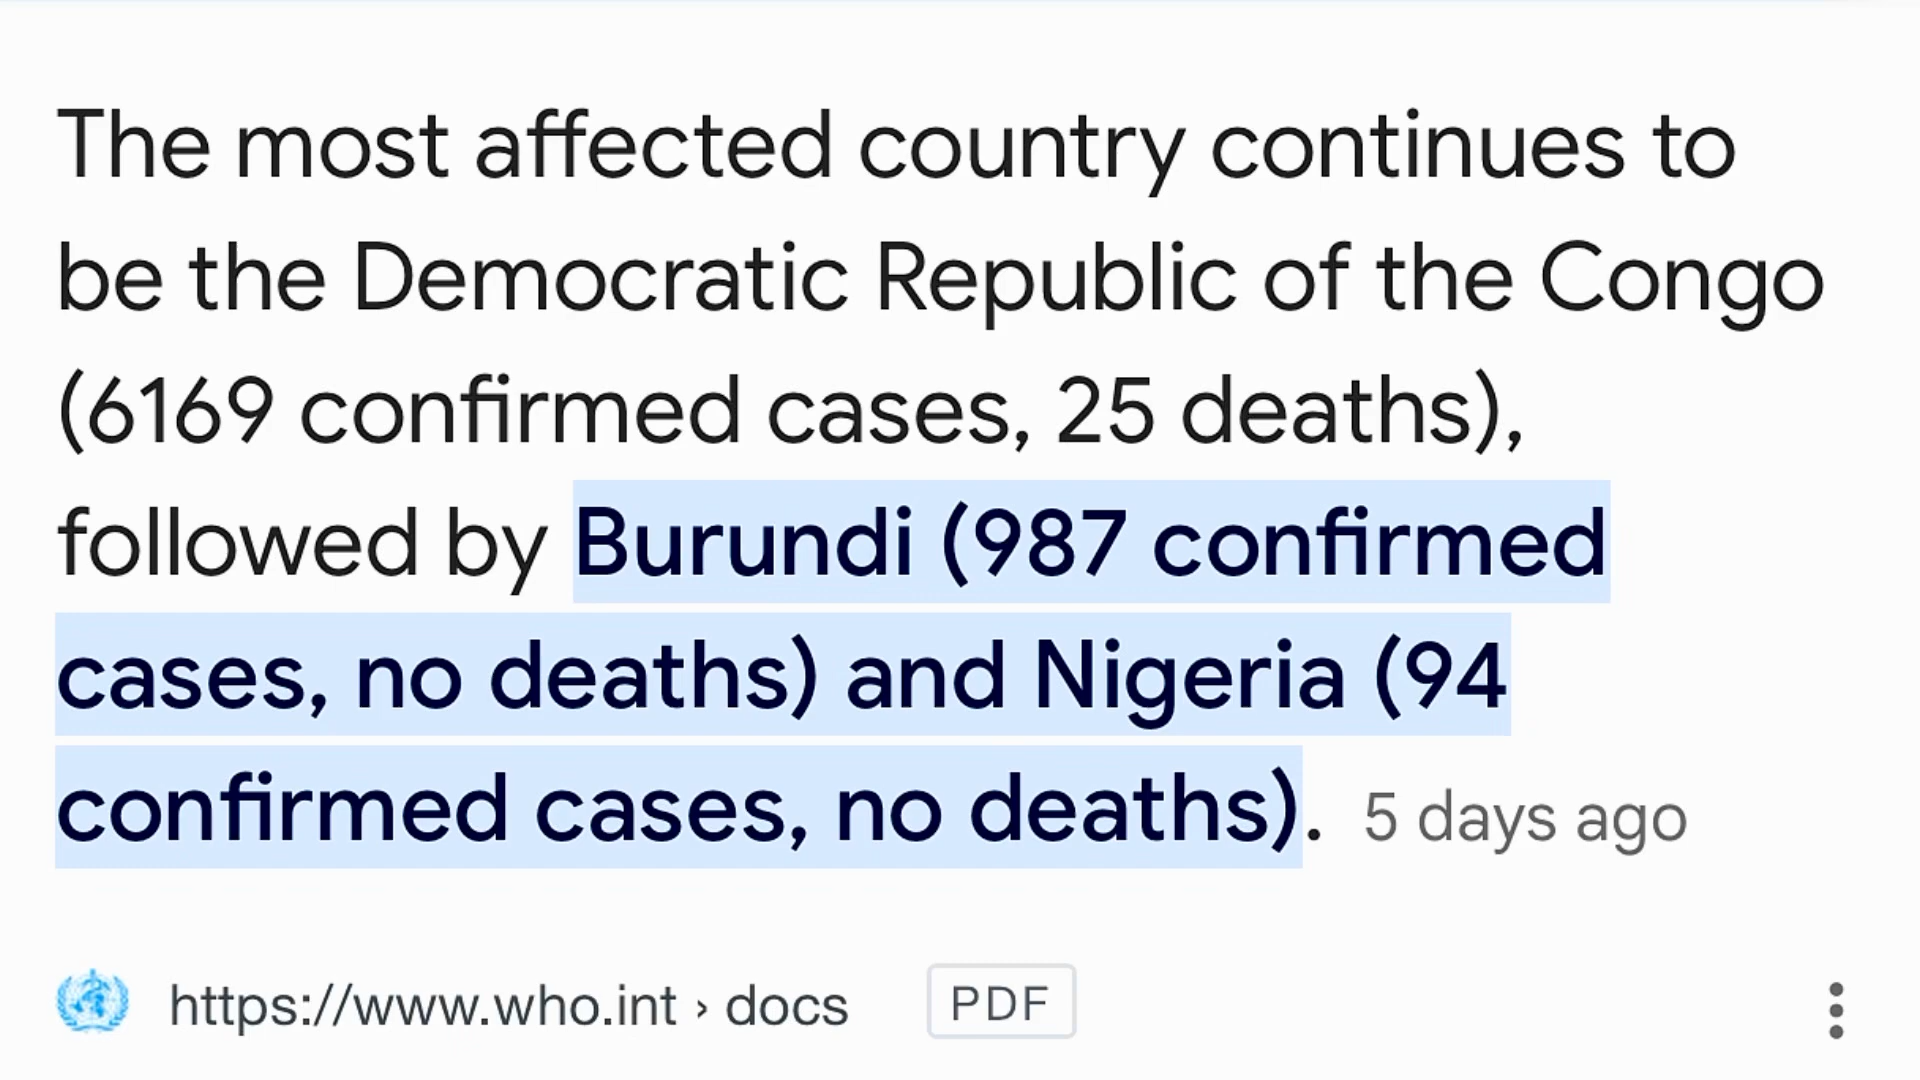 The most affected country continues to
be the Democratic Republic of the Congo
(6169 confirmed cases, 25 deaths),
followed by Burundi (987 confirmed
cases, no deaths) and Nigeria (94
confirmed cases, no deaths). 5 days ago
https://www.who.int › docs PDF